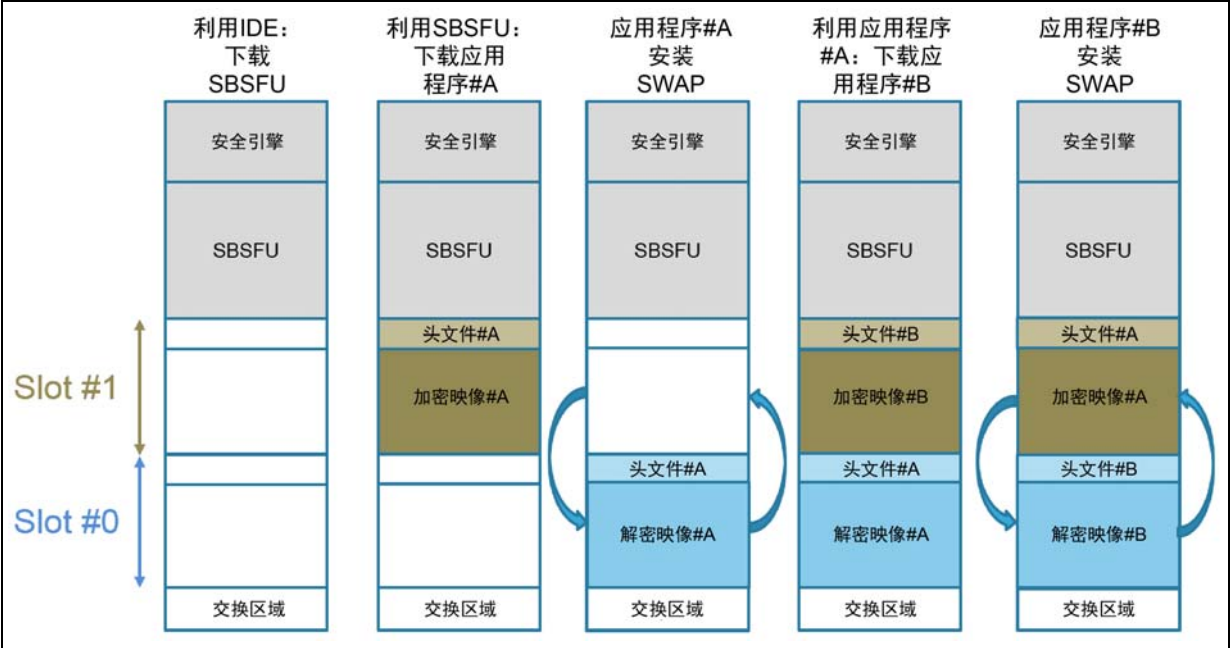 利用IDE：
下载
SBSFU
利用SBSFU：
下载应用
程序#A
应用程序#A
安装
SWAP
利用应用程序
#A：下载应
用程序#B
应用程序#B
安装
SWAP
安全引擎
安全引擎
安全引擎
安全引擎
安全引擎
SBSFU
SBSFU
SBSFU
SBSFU
SBSFU
头文件#A
头文件#B
头文件#A
Slot #1
加密映像#A
加密映像#B
加密映像#A
头文件#A
头文件#A
头文件#B
Slot #0
解密映像#A
解密映像#A
解密映像#B
交换区域
交换区域
交换区域
交换区域
交换区域